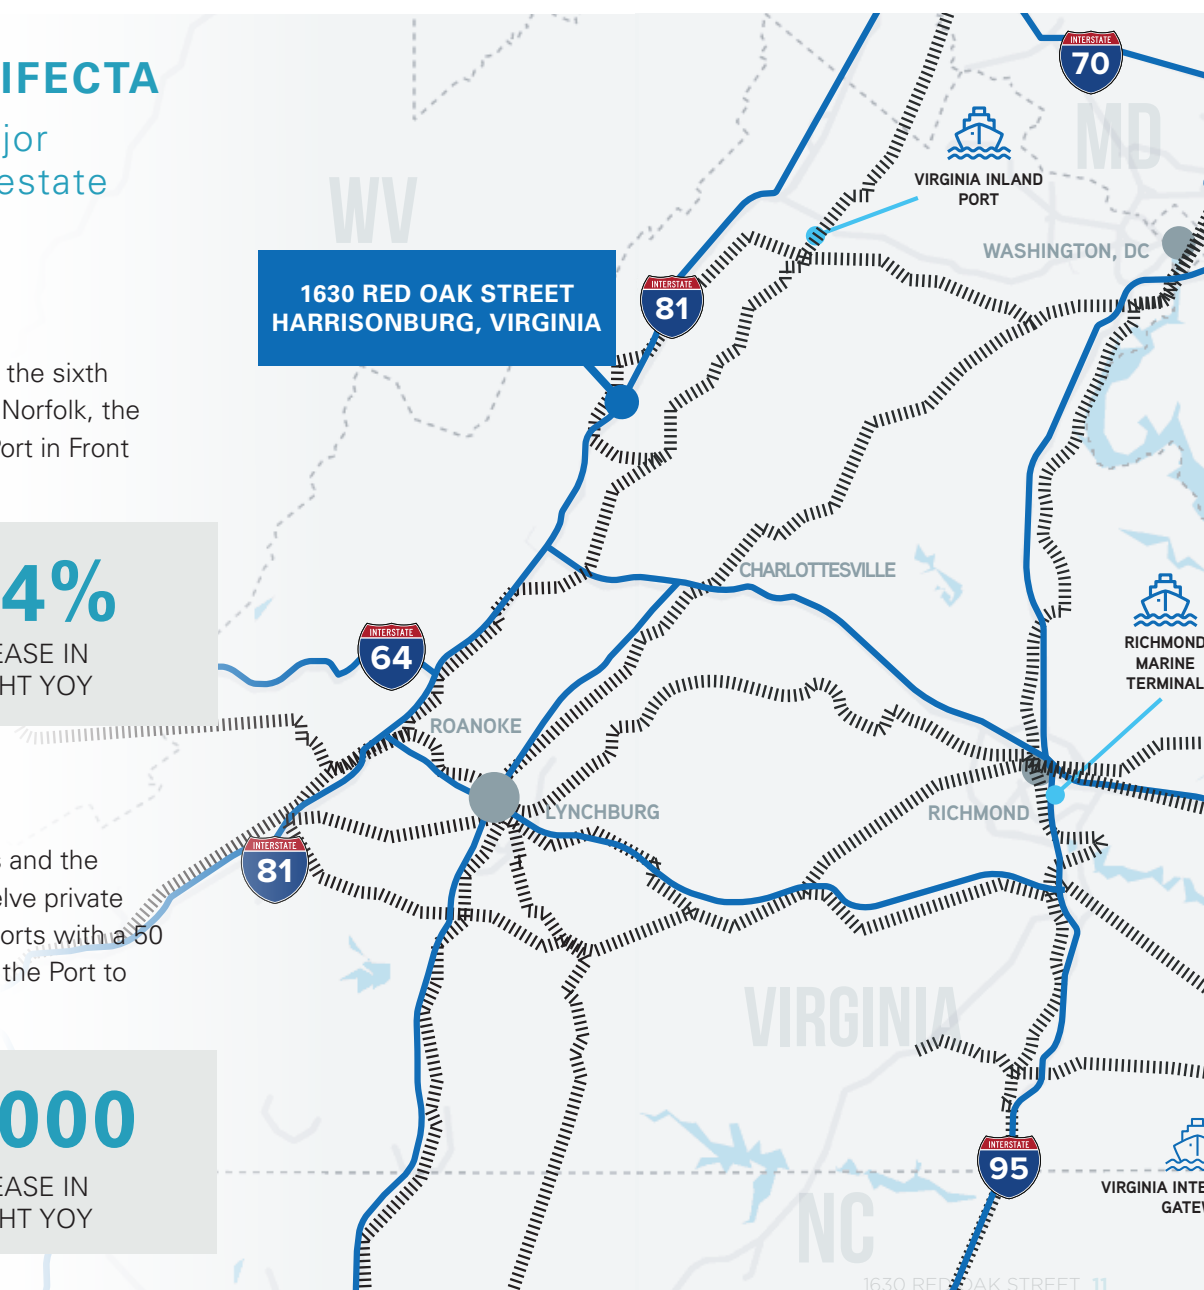 IFECTA
jor
estate
the sixth
Norfolk, the
Port in Front
4%
EASE IN
HT YOY
s and the
elve private
orts with a 50
the Port to
000
EASE IN
HT YOY
INTERSTATE
70
MD
VIRGINIA INLAND
PORT
WV
WASHINGTON, DC
1630 RED OAK STREET
HARRISONBURG, VIRGINIA
INTERSTATE
81
CHARLOTTESVILLE
INTERSTATE
64
RICHMOND
MARINE
TERMINAL
ROANOKE
LYNCHBURG
RICHMOND
INTERSTATE
81
VIRGINIA
INTERSTATE
95
VIRGINIA INTE
GATEW
NC
1630 RED OAK STREET 11